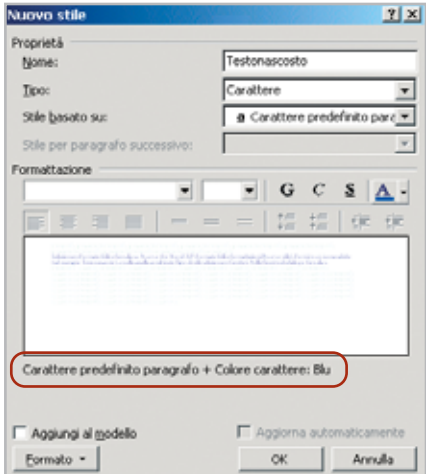 Nuovo stile
Proprietà
Nome: Testonascosto
Tipo: Carattere
Stile basato su: a Carattere predefinito para
Stile per paragrafo successivo:
Formattazione
G C S A
Carattere predefinito paragrafo + Colore carattere: Blu
Aggiungi al modello Aggiorna automaticamente
Formato OK Annulla